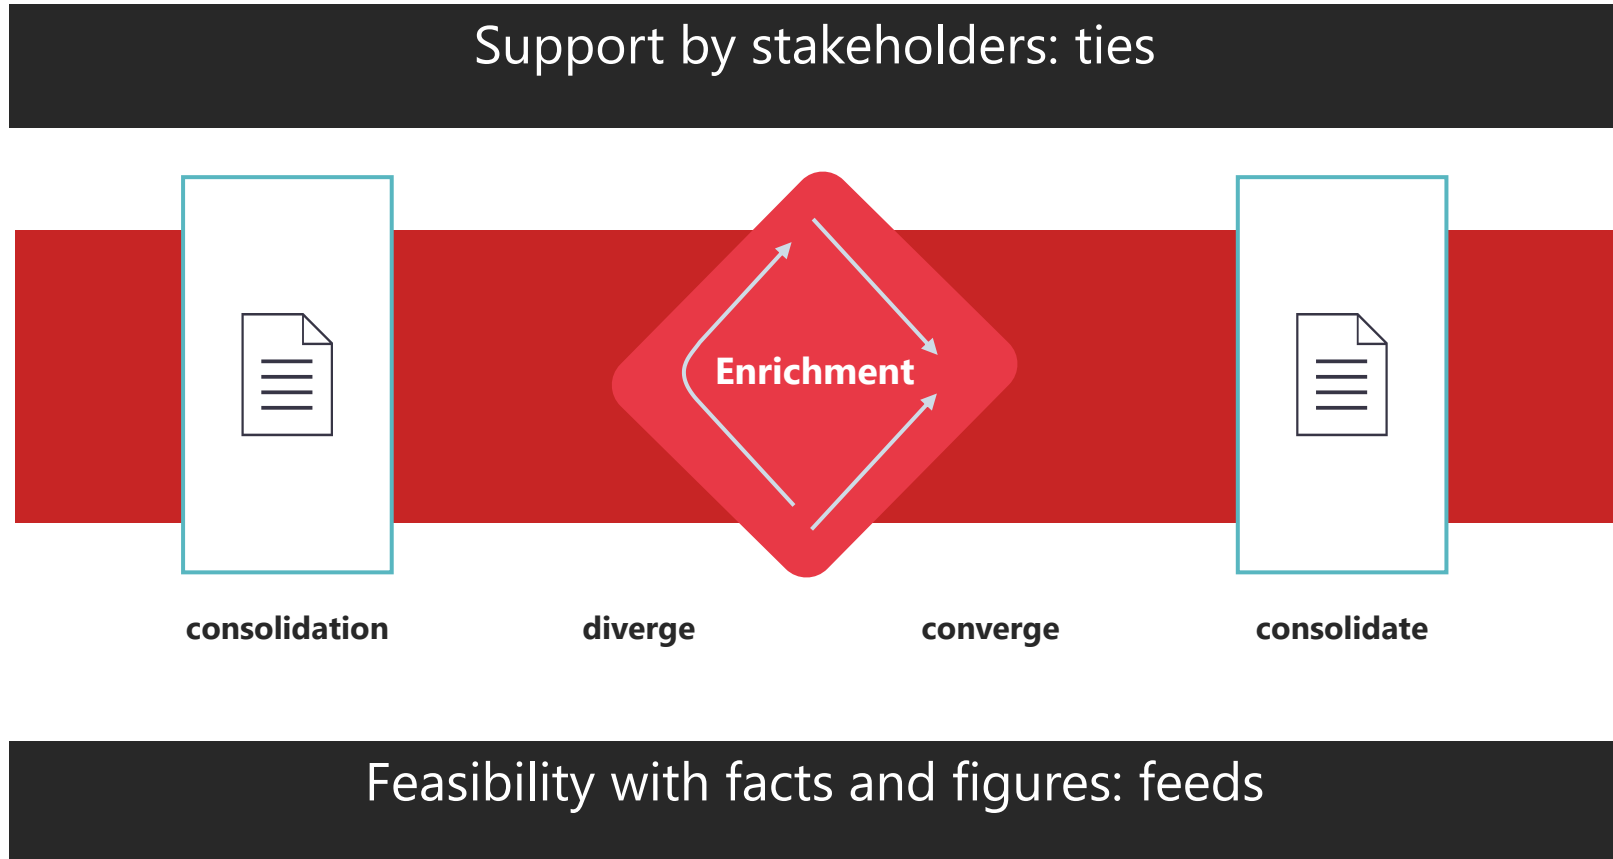 Support by stakeholders: ties
Enrichment
consolidation
diverge
converge
consolidate
Feasibility with facts and figures: feeds